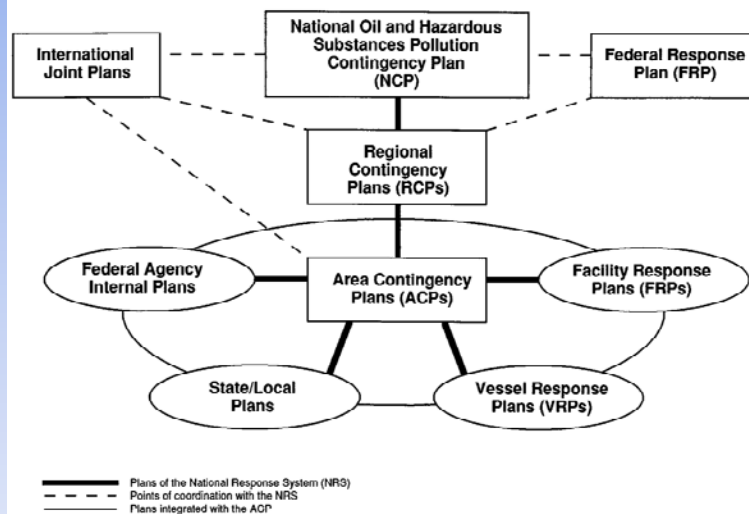 International
Joint Plans
National Oil and Hazardous
Substances Pollution
Contingency Plan
(NCP)
Federal Response
Plan (FRP)
Regional
Contingency
Plans (RCPs)
Federal Agency
Internal Plans
Area Contingency
Plans (ACPs)
Facility Response
Plans (FRPs)
State/Local
Plans
Vessel Response
Plans (VRPs)
Plans of the National Response System (NRS)
Points of coordination with the NRS
Plans integrated with the ACP